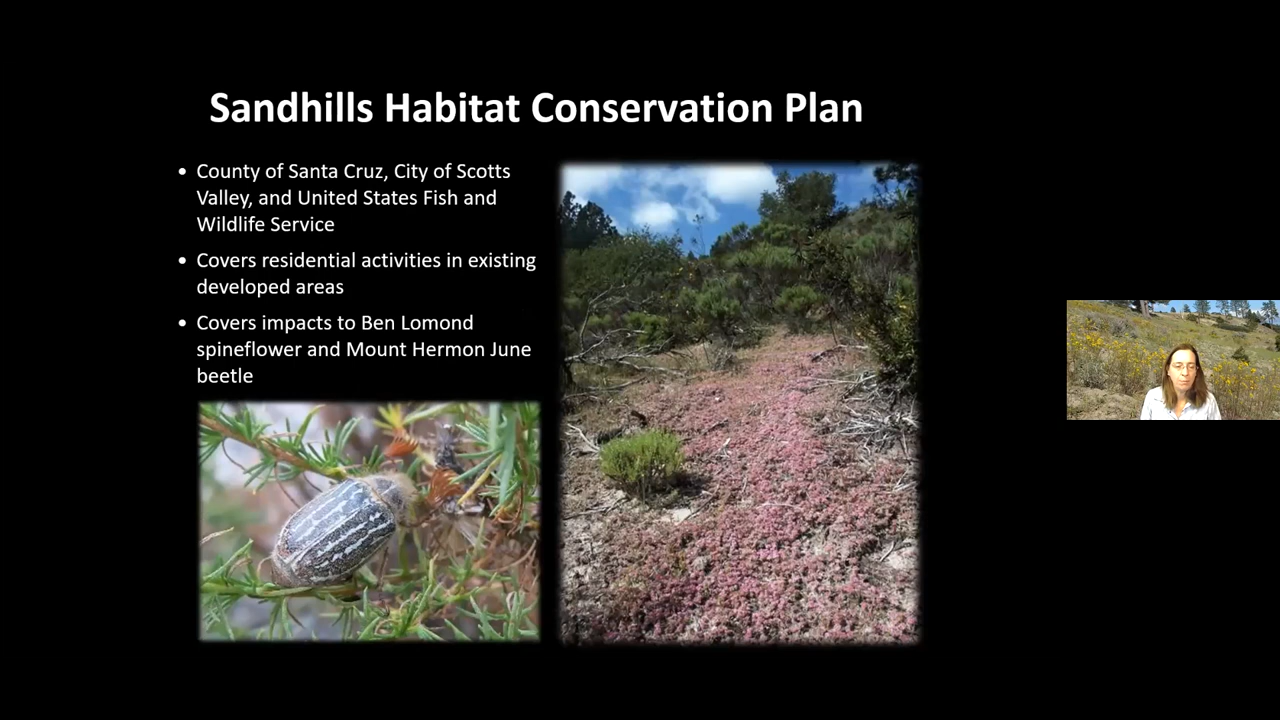 Sandhills Habitat Conservation Plan
• County of Santa Cruz, City of Scotts
Valley, and United States Fish and
Wildlife Service
• Covers residential activities in existing
developed areas
• Covers impacts to Ben Lomond
spineflower and Mount Hermon June
beetle